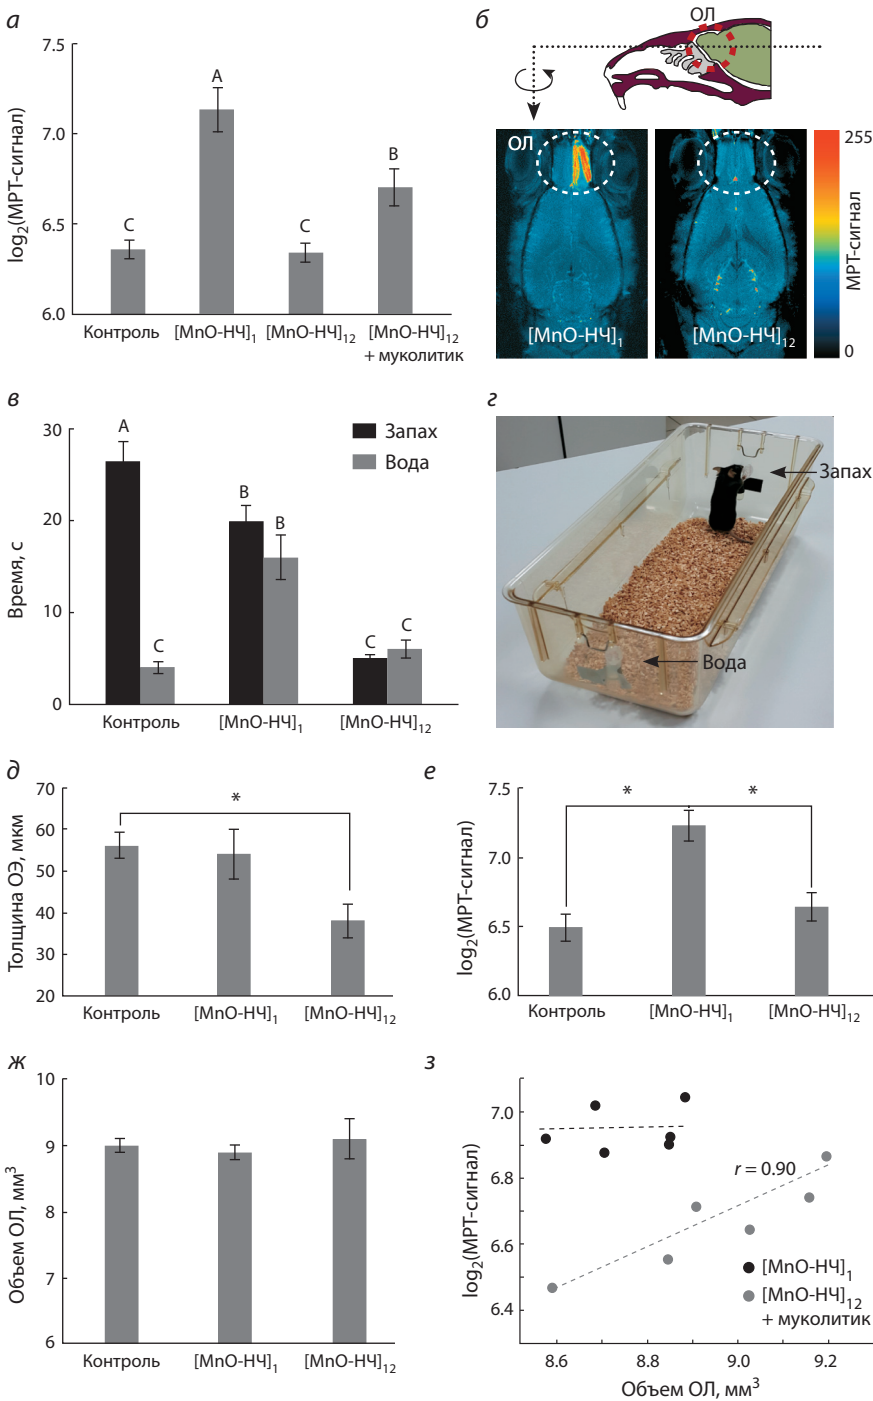 а
7.5
7.0
6.5
6.0
log2(МРТ-сигнал)
C
A
C
B
Контроль
[MnO-НЧ]1
[MnO-НЧ]12
[MnO-НЧ]12
+ муколитик
б
ОЛ
ОЛ
[MnO-НЧ]1
[MnO-НЧ]12
255
МРТ-сигнал
0
в
30
20
10
0
Время, с
Запах
Вода
A
C
B
B
C
C
Контроль
[MnO-НЧ]1
[MnO-НЧ]12
г
Запах
Вода
д
70
60
50
40
30
20
Толщина ОЭ, мкм
*
Контроль
[MnO-НЧ]1
[MnO-НЧ]12
е
7.5
7.0
6.5
6.0
log2(МРТ-сигнал)
*
*
Контроль
[MnO-НЧ]1
[MnO-НЧ]12
ж
10
9
8
7
6
Объем ОЛ, мм3
Контроль
[MnO-НЧ]1
[MnO-НЧ]12
з
7.0
6.8
6.6
6.4
log2(МРТ-сигнал)
r = 0.90
[MnO-НЧ]1
[MnO-НЧ]12
+ муколитик
8.6
8.8
9.0
9.2
Объем ОЛ, мм3